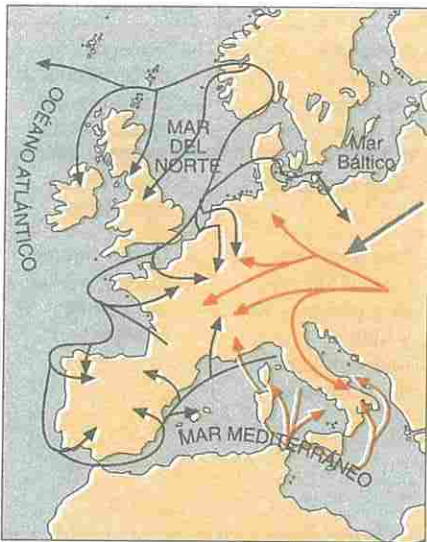 OCÉANO ATLÁNTICO
MAR
DEL
NORTE
Mar
Báltico
MAR MEDITERRÁNEO